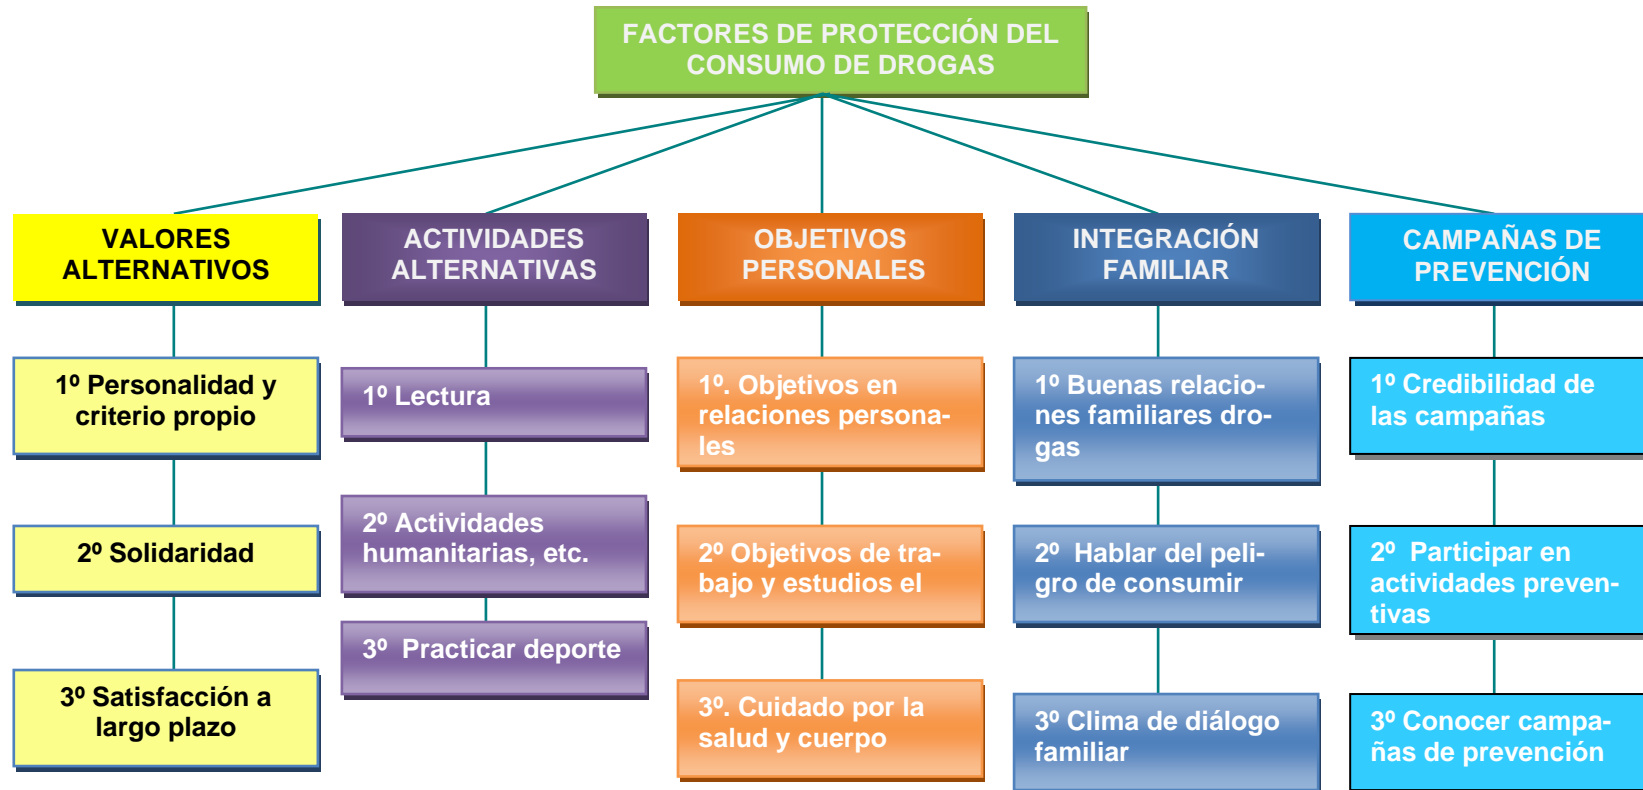 FACTORES DE PROTECCIÓN DEL
CONSUMO DE DROGAS
VALORES
ALTERNATIVOS
1º Personalidad y
criterio propio
2º Solidaridad
3º Satisfacción a
largo plazo
ACTIVIDADES
ALTERNATIVAS
1º Lectura
2º Actividades
humanitarias, etc.
3º Practicar deporte
OBJETIVOS
PERSONALES
1º. Objetivos en
relaciones persona-
les
2º Objetivos de tra-
bajo y estudios el
3º. Cuidado por la
salud y cuerpo
INTEGRACIÓN
FAMILIAR
1º Buenas relacio-
nes familiares dro-
gas
2º Hablar del peli-
gro de consumir
3º Clima de diálogo
familiar
CAMPAÑAS DE
PREVENCIÓN
1º Credibilidad de
las campañas
2º Participar en
actividades preven-
tivas
3º Conocer campa-
ñas de prevención